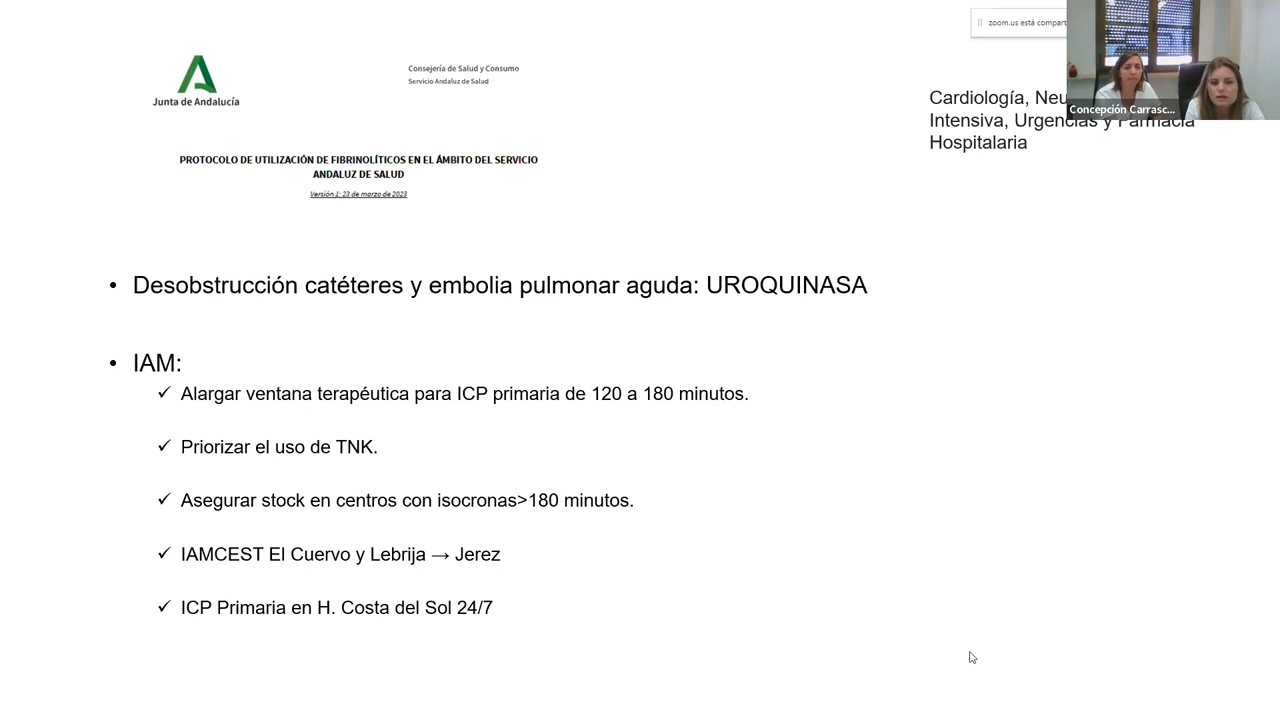 zoom.us está compart
Junta de Andalucía
Consejería de Salud y Consumo
Servicio Andaluz de Salud
Concepción Carrasc...
Cardiología, Neu
Intensiva, Urgencias y Farmacia
Hospitalaria
PROTOCOLO DE UTILIZACIÓN DE FIBRINOLÍTICOS EN EL ÁMBITO DEL SERVICIO
ANDALUZ DE SALUD
Versión 1: 23 de marzo de 2023
• Desobstrucción catéteres y embolia pulmonar aguda: UROQUINASA
• IAM:
✓ Alargar ventana terapéutica para ICP primaria de 120 a 180 minutos.
✓ Priorizar el uso de TNK.
✓ Asegurar stock en centros con isocronas>180 minutos.
✓ IAMCEST El Cuervo y Lebrija → Jerez
✓ ICP Primaria en H. Costa del Sol 24/7